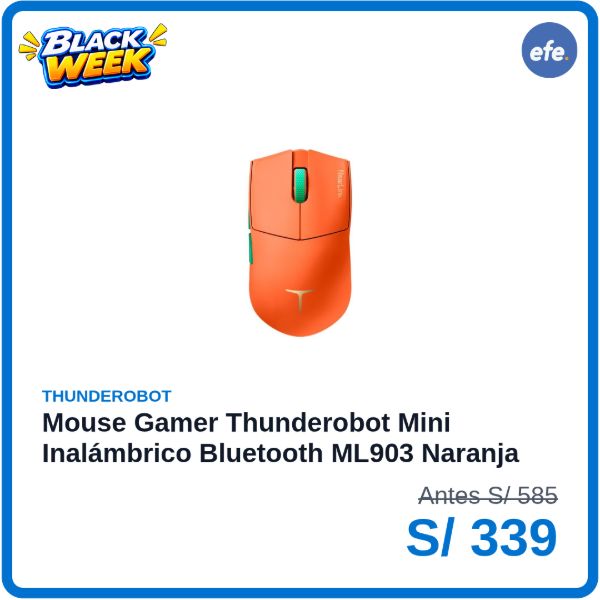 BLACK
WEEK
efe.
THUNDEROBOT
Mouse Gamer Thunderobot Mini
Inalámbrico Bluetooth ML903 Naranja
Antes S/ 585
S/ 339